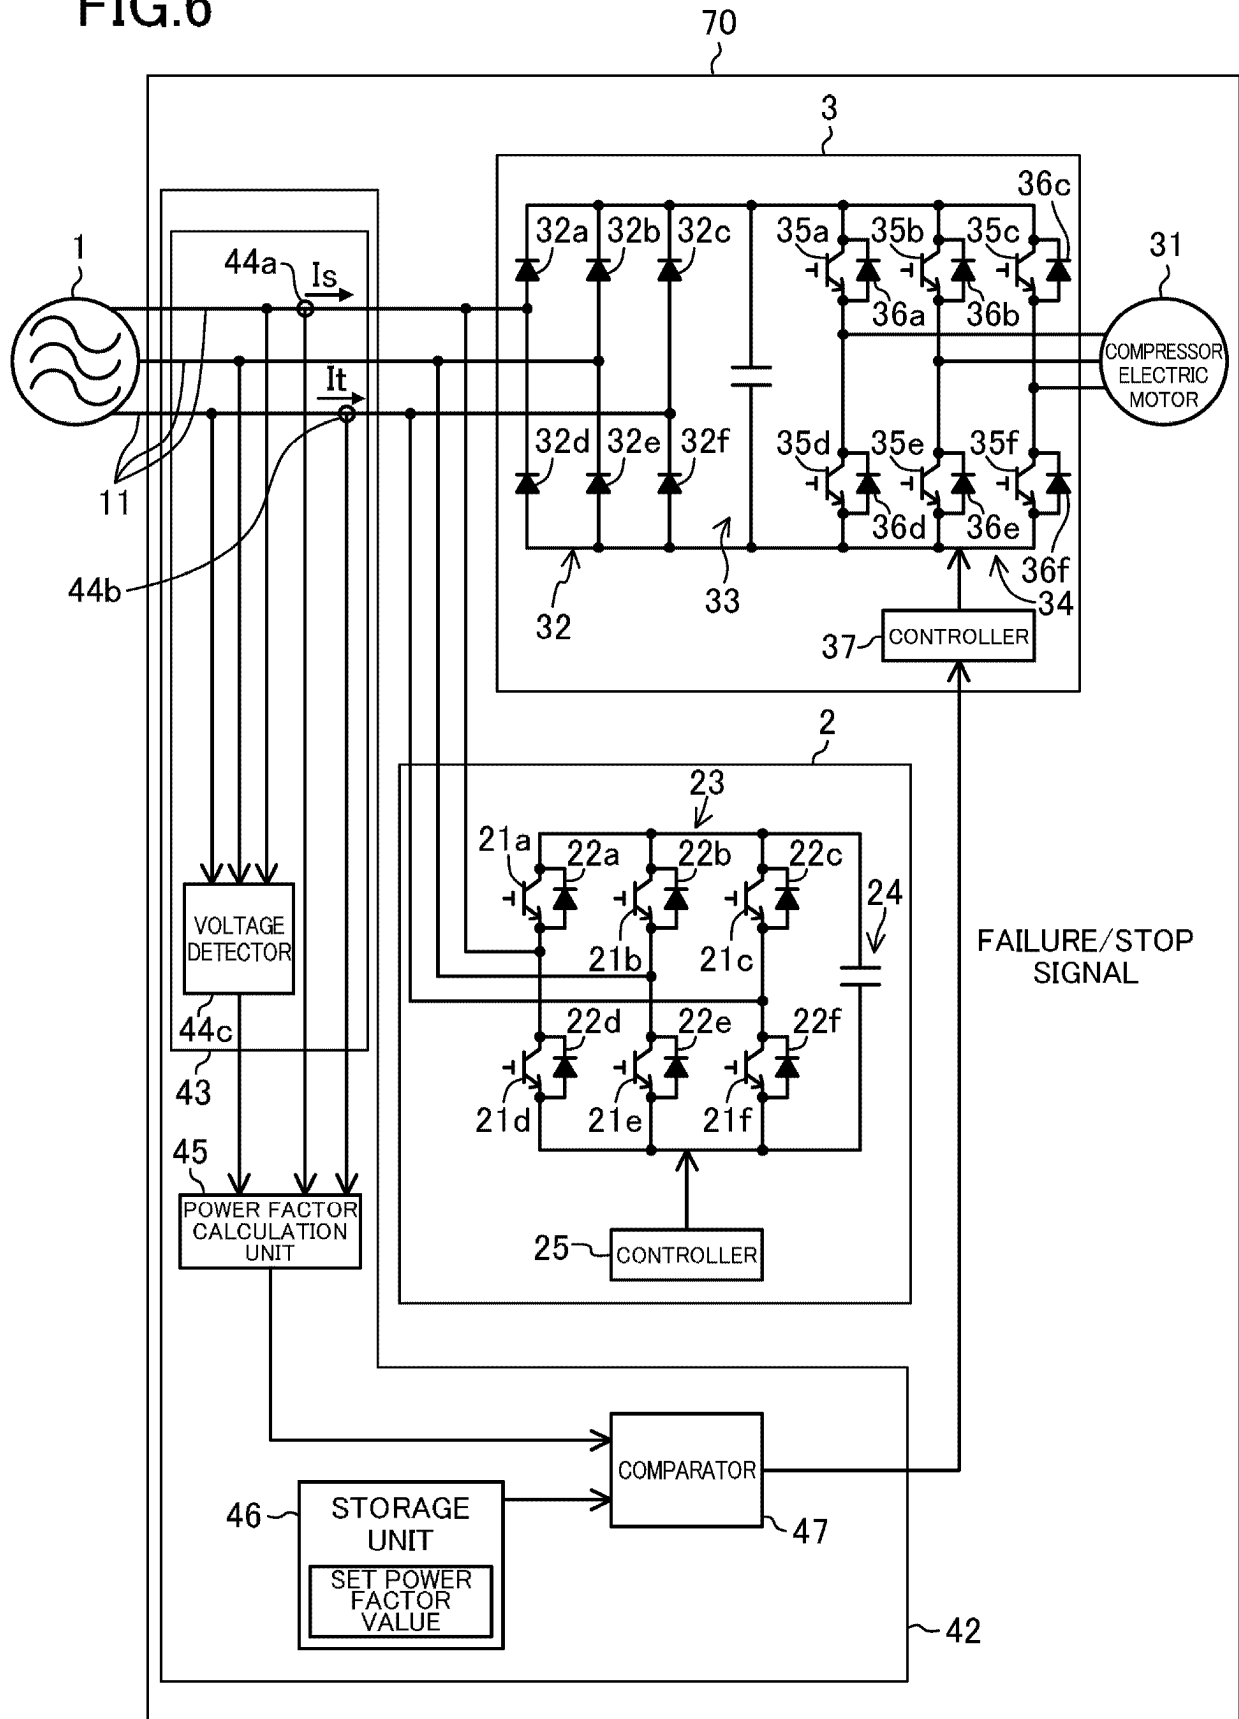 FIG.6
70
3
36c
32a
32b
32c
35a
35b
35c
31
1
44a
Is
36a
36b
COMPRESSOR
ELECTRIC
MOTOR
It
32d
32e
32f
35d
35e
35f
11
36d
36e
36f
44b
32
33
34
37
CONTROLLER
2
23
21a
22a
22b
22c
24
VOLTAGE
DETECTOR
21b
21c
FAILURE/STOP
SIGNAL
44c
22d
22e
22f
43
21d
21e
21f
45
POWER FACTOR
CALCULATION
UNIT
25
CONTROLLER
COMPARATOR
46
STORAGE
UNIT
47
SET POWER
FACTOR
VALUE
42